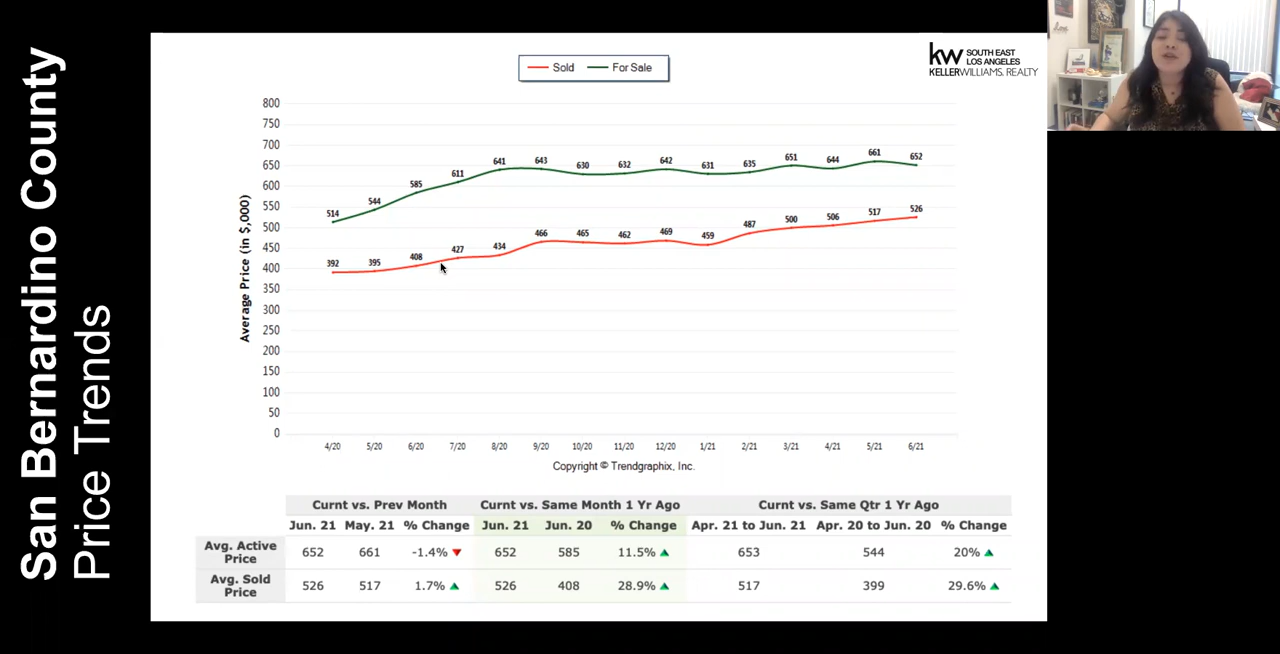 San Bernardino County
Price Trends
Sold For Sale
kw SOUTH EAST
LOS ANGELES
KELLERWILLIAMS. REALTY
Average Price (in $,000)
800
750
700
650
600
550
500
450
400
350
300
250
200
150
100
50
0
514 544 585 611 641 643 630 632 642 631 635 651 644 661 652
392 395 408 427 434 466 465 462 469 459 487 500 506 517 526
4/20 5/20 6/20 7/20 8/20 9/20 10/20 11/20 12/20 1/21 2/21 3/21 4/21 5/21 6/21
Copyright © Trendgraphix, Inc.
Curnt vs. Prev Month Curnt vs. Same Month 1 Yr Ago Curnt vs. Same Qtr 1 Yr Ago
Jun. 21 May. 21 % Change Jun. 21 Jun. 20 % Change Apr. 21 to Jun. 21 Apr. 20 to Jun. 20 % Change
Avg. Active
Price
652 661 -1.4% 652 585 11.5% 653 544 20%
Avg. Sold
Price
526 517 1.7% 526 408 28.9% 517 399 29.6%